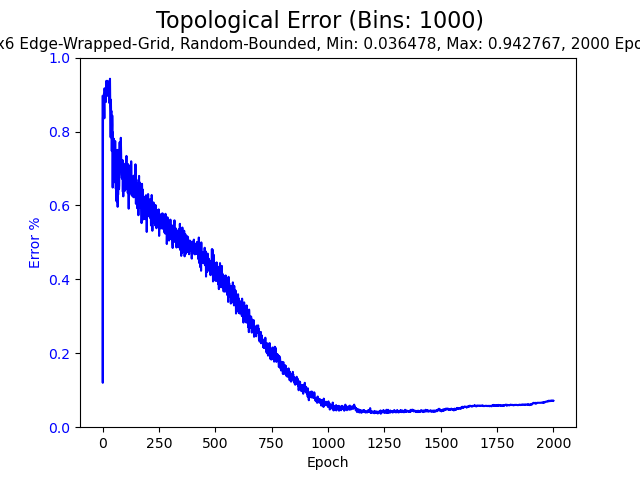 Topological Error (Bins: 1000)
x6 Edge-Wrapped-Grid, Random-Bounded, Min: 0.036478, Max: 0.942767, 2000 Epo
1.0
0.8
0.6
0.4
0.2
0.0
Error %
0 250 500 750 1000 1250 1500 1750 2000
Epoch